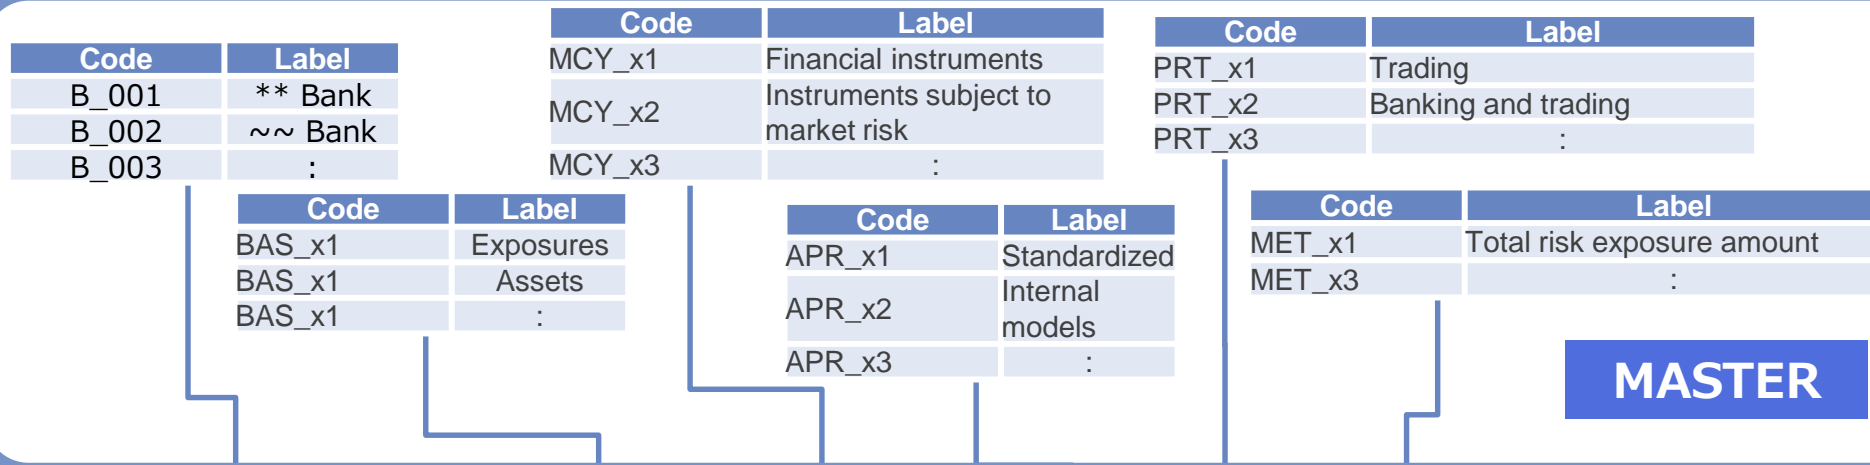 Code Label
B_001 ** Bank
B_002 ~~ Bank
B_003 :
Code Label
MCY_x1 Financial instruments
MCY_x2 Instruments subject to
market risk
MCY_x3 :
Code Label
PRT_x1 Trading
PRT_x2 Banking and trading
PRT_x3 :
Code Label
BAS_x1 Exposures
BAS_x1 Assets
BAS_x1 :
Code Label
APR_x1 Standardized
APR_x2 Internal
models
APR_x3 :
Code Label
MET_x1 Total risk exposure amount
MET_x3 :
MASTER